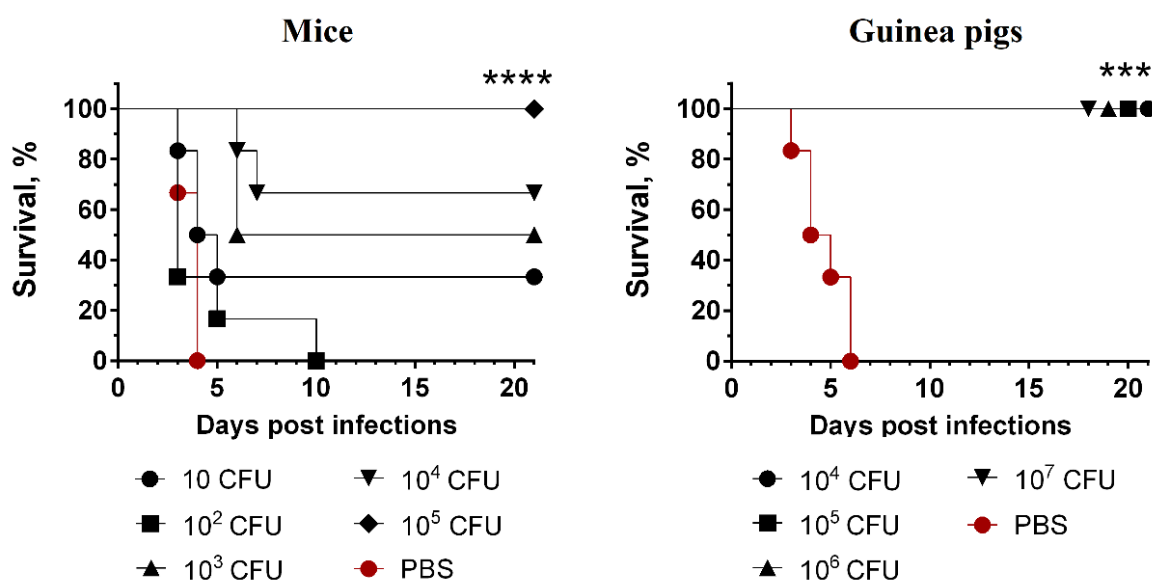 Mice
****
Survival, %
100
80
60
40
20
0
0 5 10 15 20
Days post infections
10 CFU
10² CFU
10³ CFU
10⁴ CFU
10⁵ CFU
PBS
Guinea pigs
***
Survival, %
100
80
60
40
20
0
0 5 10 15 20
Days post infections
10⁴ CFU
10⁵ CFU
10⁶ CFU
10⁷ CFU
PBS